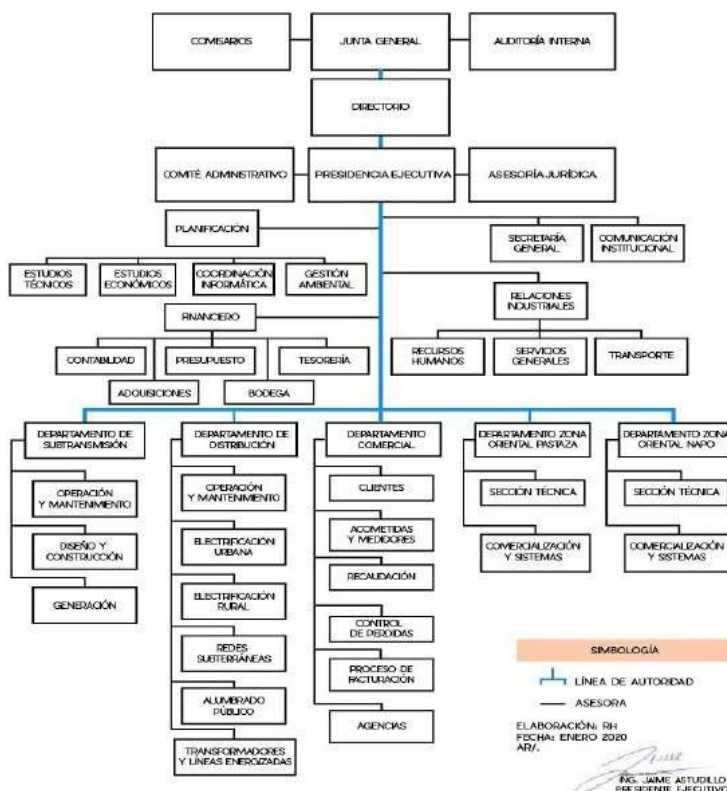 COMISARIOS
JUNTA GENERAL
AUDITORÍA INTERNA
DIRECTORIO
COMITÉ ADMINISTRATIVO
PRESIDENCIA EJECUTIVA
ASESORÍA JURÍDICA
PLANIFICACIÓN
SECRETARÍA
GENERAL
COMUNICACIÓN
INSTITUCIONAL
ESTUDIOS
TÉCNICOS
ESTUDIOS
ECONÓMICOS
COORDINACIÓN
INFORMÁTICA
GESTIÓN
AMBIENTAL
RELACIONES
INDUSTRIALES
FINANCIERO
CONTABILIDAD
PRESUPUESTO
TESORERÍA
RECURSOS
HUMANOS
SERVICIOS
GENERALES
TRANSPORTE
ADQUISICIONES
BODEGA
DEPARTAMENTO DE
SUBTRANSMISIÓN
OPERACIÓN
Y MANTENIMIENTO
DISEÑO Y
CONSTRUCCIÓN
GENERACIÓN
DEPARTAMENTO DE
DISTRIBUCIÓN
OPERACIÓN
Y MANTENIMIENTO
ELECTRIFICACIÓN
URBANA
ELECTRIFICACIÓN
RURAL
REDES
SUBTERRÁNEAS
ALUMBRADO
PÚBLICO
TRANSFORMADORES
Y LÍNEAS ENERGIZADAS
DEPARTAMENTO
COMERCIAL
CLIENTES
ACOMETIDAS
Y MEDIDORES
RECAUDACIÓN
CONTROL
DE PERDIDAS
PROCESO DE
FACTURACIÓN
AGENCIAS
DEPARTAMENTO ZONA
ORIENTAL PASTAZA
SECCIÓN TÉCNICA
COMERCIALIZACIÓN
Y SISTEMAS
DEPARTAMENTO ZONA
ORIENTAL NAPO
SECCIÓN TÉCNICA
COMERCIALIZACIÓN
Y SISTEMAS
SIMBOLOGÍA
LÍNEA DE AUTORIDAD
ASESORA
ELABORACIÓN: RH
FECHA: ENERO 2020
AR/.
ING. JAIME ASTUDILLO
PRESIDENTE EJECUTIVO